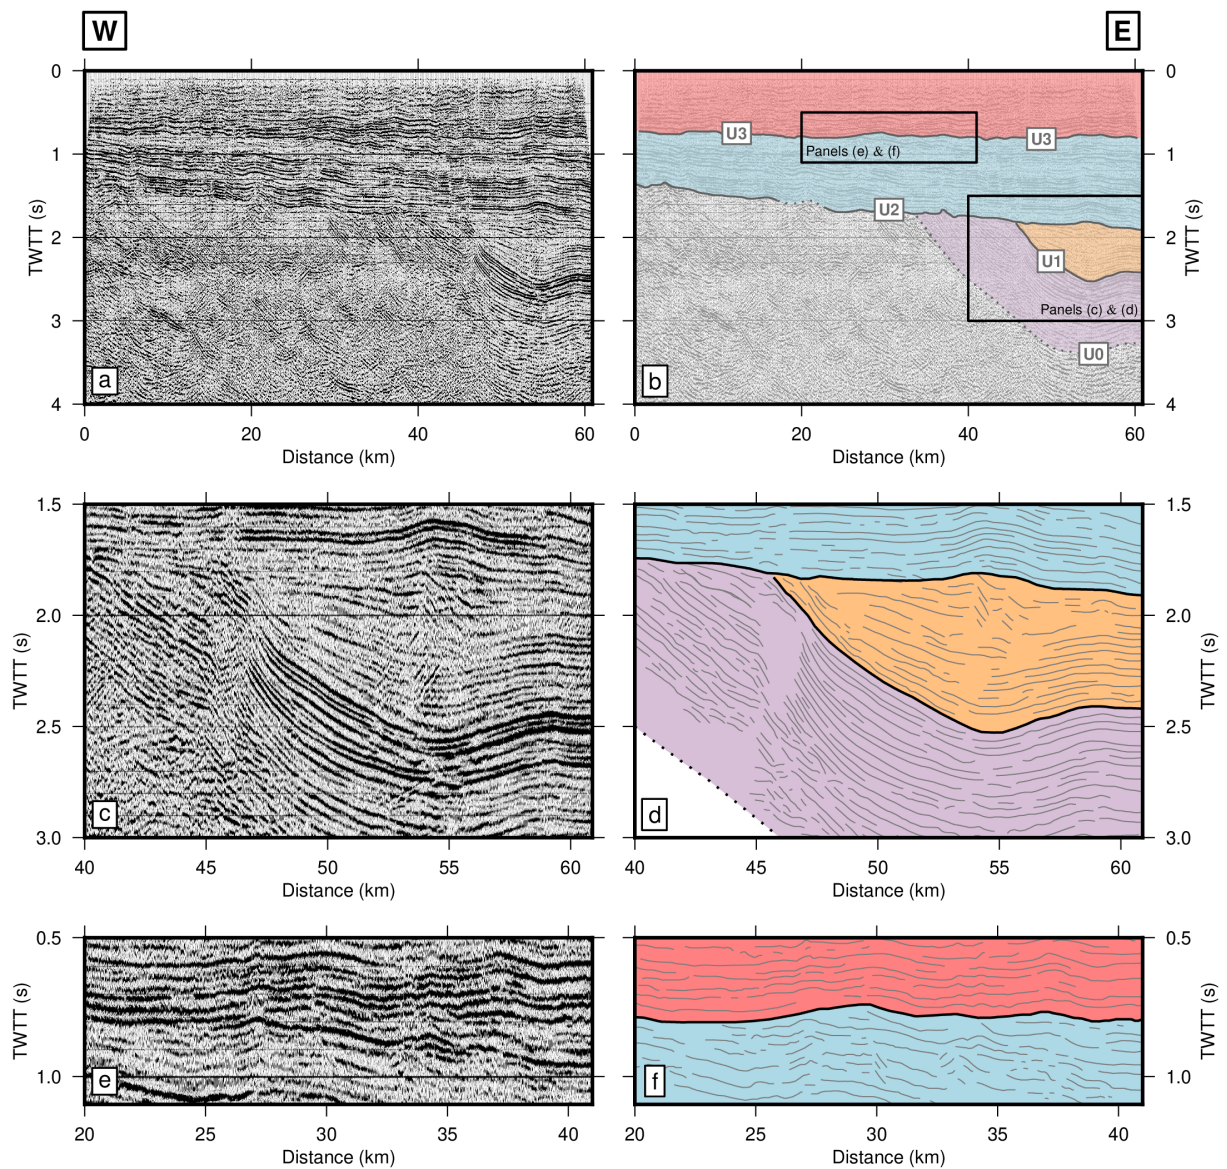 W
E
0
1
2
3
4
TWTT (s)
a
0
20
40
60
Distance (km)
U3
U3
Panels (e) & (f)
U2
U1
Panels (c) & (d)
U0
b
0
1
2
3
4
TWTT (s)
0
20
40
60
Distance (km)
1.5
2.0
2.5
3.0
TWTT (s)
c
40
45
50
55
60
Distance (km)
d
1.5
2.0
2.5
3.0
TWTT (s)
40
45
50
55
60
Distance (km)
0.5
1.0
TWTT (s)
e
20
25
30
35
40
Distance (km)
f
0.5
1.0
TWTT (s)
20
25
30
35
40
Distance (km)